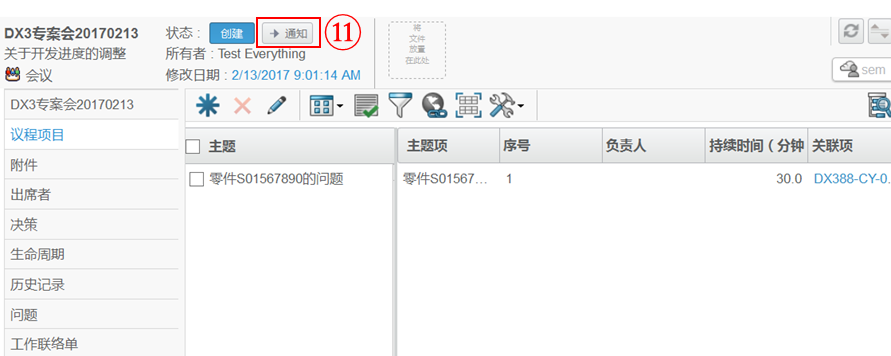 DX3专案会20170213
关于开发进度的调整
会议
状态 : 创建 通知 ⑪
所有者 : Test Everything
修改日期 : 2/13/2017 9:01:14 AM
将
文件
放置
在此处
sem
DX3专案会20170213
议程项目
附件
出席者
决策
生命周期
历史记录
问题
工作联络单
主题 主题项 序号 负责人 持续时间 ( 分钟 关联项
零件S01567890的问题 零件S01567... 1 30.0 DX388-CY-0.